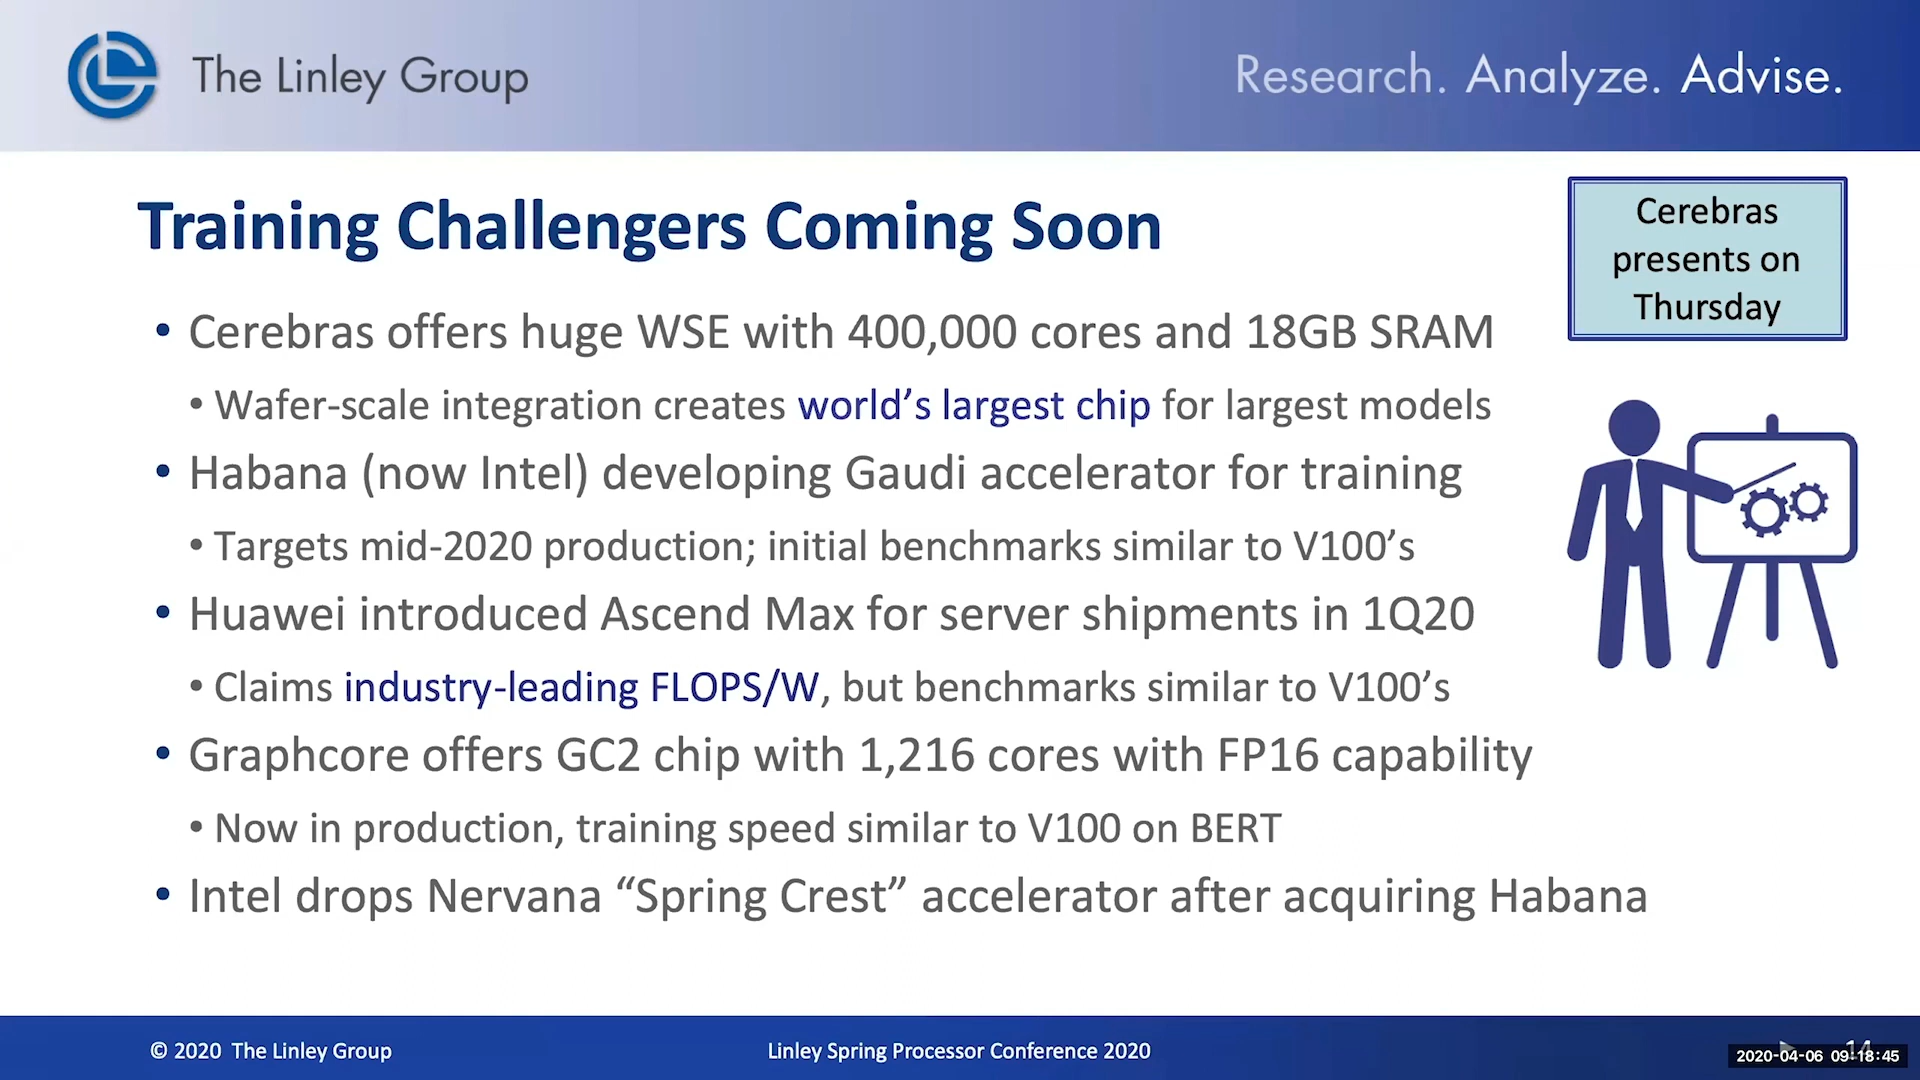 The Linley Group
Research. Analyze. Advise.
Training Challengers Coming Soon
Cerebras
presents on
Thursday
• Cerebras offers huge WSE with 400,000 cores and 18GB SRAM
• Wafer-scale integration creates world’s largest chip for largest models
• Habana (now Intel) developing Gaudi accelerator for training
• Targets mid-2020 production; initial benchmarks similar to V100’s
• Huawei introduced Ascend Max for server shipments in 1Q20
• Claims industry-leading FLOPS/W, but benchmarks similar to V100’s
• Graphcore offers GC2 chip with 1,216 cores with FP16 capability
• Now in production, training speed similar to V100 on BERT
• Intel drops Nervana “Spring Crest” accelerator after acquiring Habana
© 2020 The Linley Group
Linley Spring Processor Conference 2020
14
2020-04-06 09:18:45